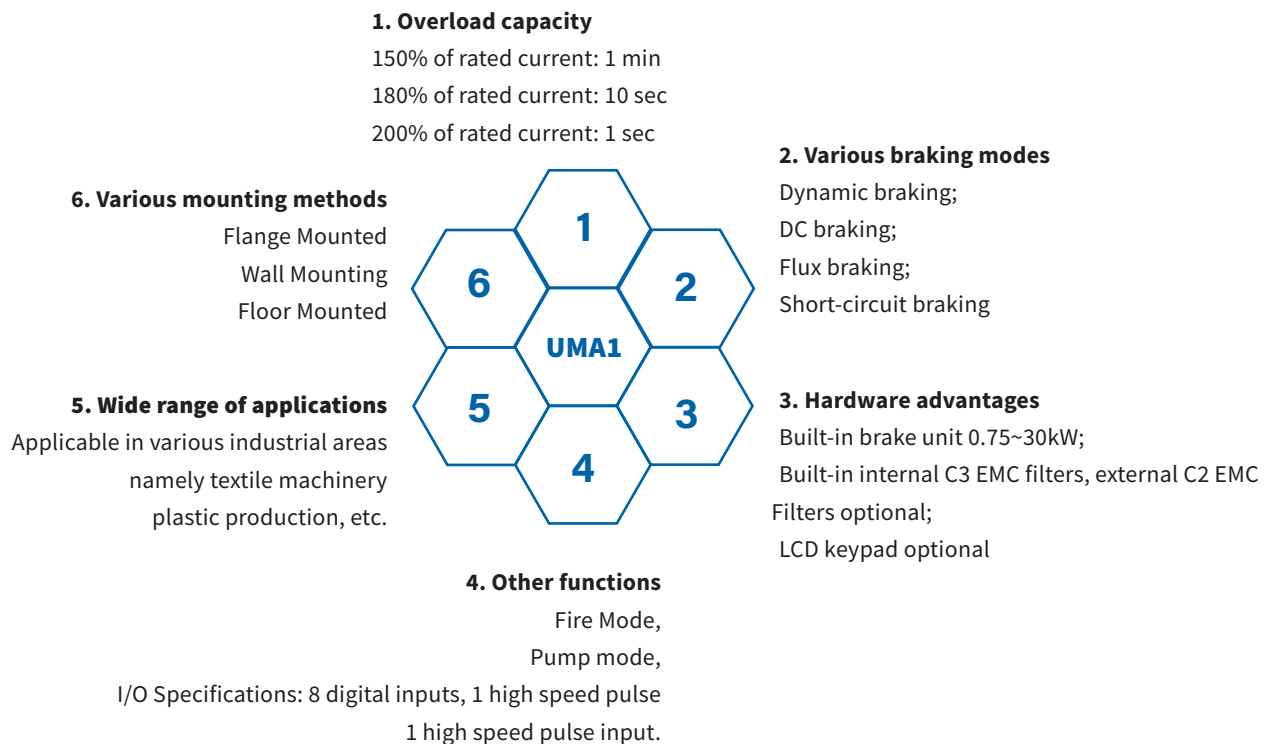 1. Overload capacity
150% of rated current: 1 min
180% of rated current: 10 sec
200% of rated current: 1 sec
2. Various braking modes
Dynamic braking;
DC braking;
Flux braking;
Short-circuit braking
6. Various mounting methods
Flange Mounted
Wall Mounting
Floor Mounted
1
2
6
UMA1
5
3
4
5. Wide range of applications
Applicable in various industrial areas
namely textile machinery
plastic production, etc.
3. Hardware advantages
Built-in brake unit 0.75~30kW;
Built-in internal C3 EMC filters, external C2 EMC
Filters optional;
LCD keypad optional
4. Other functions
Fire Mode,
Pump mode,
I/O Specifications: 8 digital inputs, 1 high speed pulse
1 high speed pulse input.